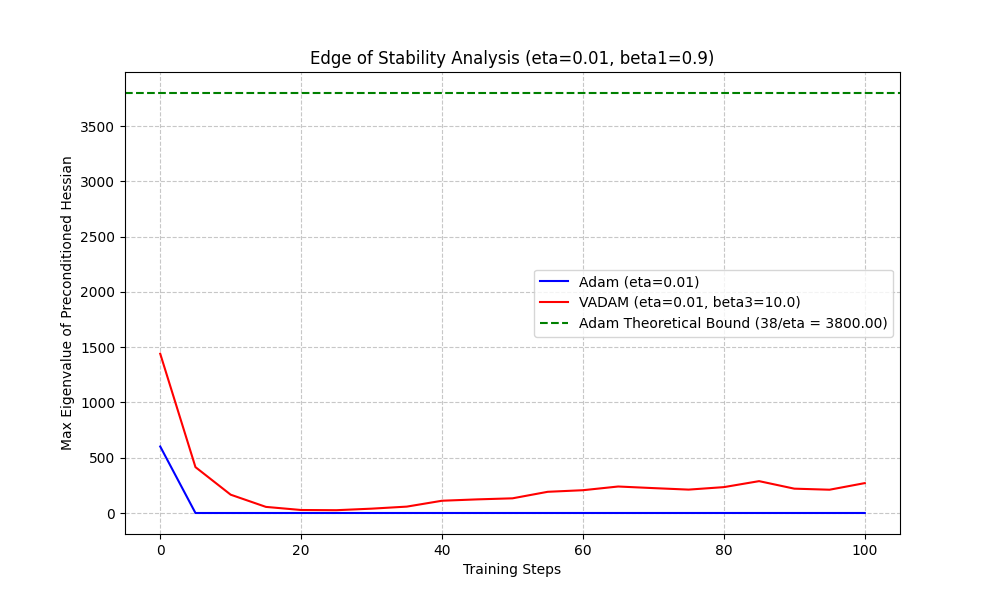 Edge of Stability Analysis (eta=0.01, beta1=0.9)
Max Eigenvalue of Preconditioned Hessian
3500
3000
2500
2000
1500
1000
500
0
Adam (eta=0.01)
VADAM (eta=0.01, beta3=10.0)
Adam Theoretical Bound (38/eta = 3800.00)
0 20 40 60 80 100
Training Steps